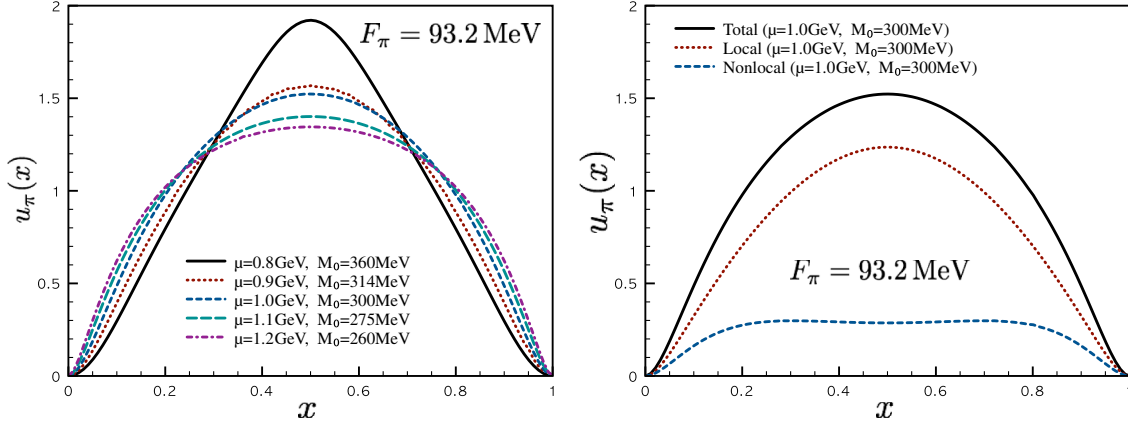 F_π = 93.2 MeV
u_π(x)
2
1.5
1
0.5
0
μ=0.8GeV, M₀=360MeV
μ=0.9GeV, M₀=314MeV
μ=1.0GeV, M₀=300MeV
μ=1.1GeV, M₀=275MeV
μ=1.2GeV, M₀=260MeV
0 0.2 0.4 0.6 0.8 1
x
Total (μ=1.0GeV, M₀=300MeV)
Local (μ=1.0GeV, M₀=300MeV)
Nonlocal (μ=1.0GeV, M₀=300MeV)
u_π(x)
2
1.5
1
0.5
0
F_π = 93.2 MeV
0 0.2 0.4 0.6 0.8 1
x